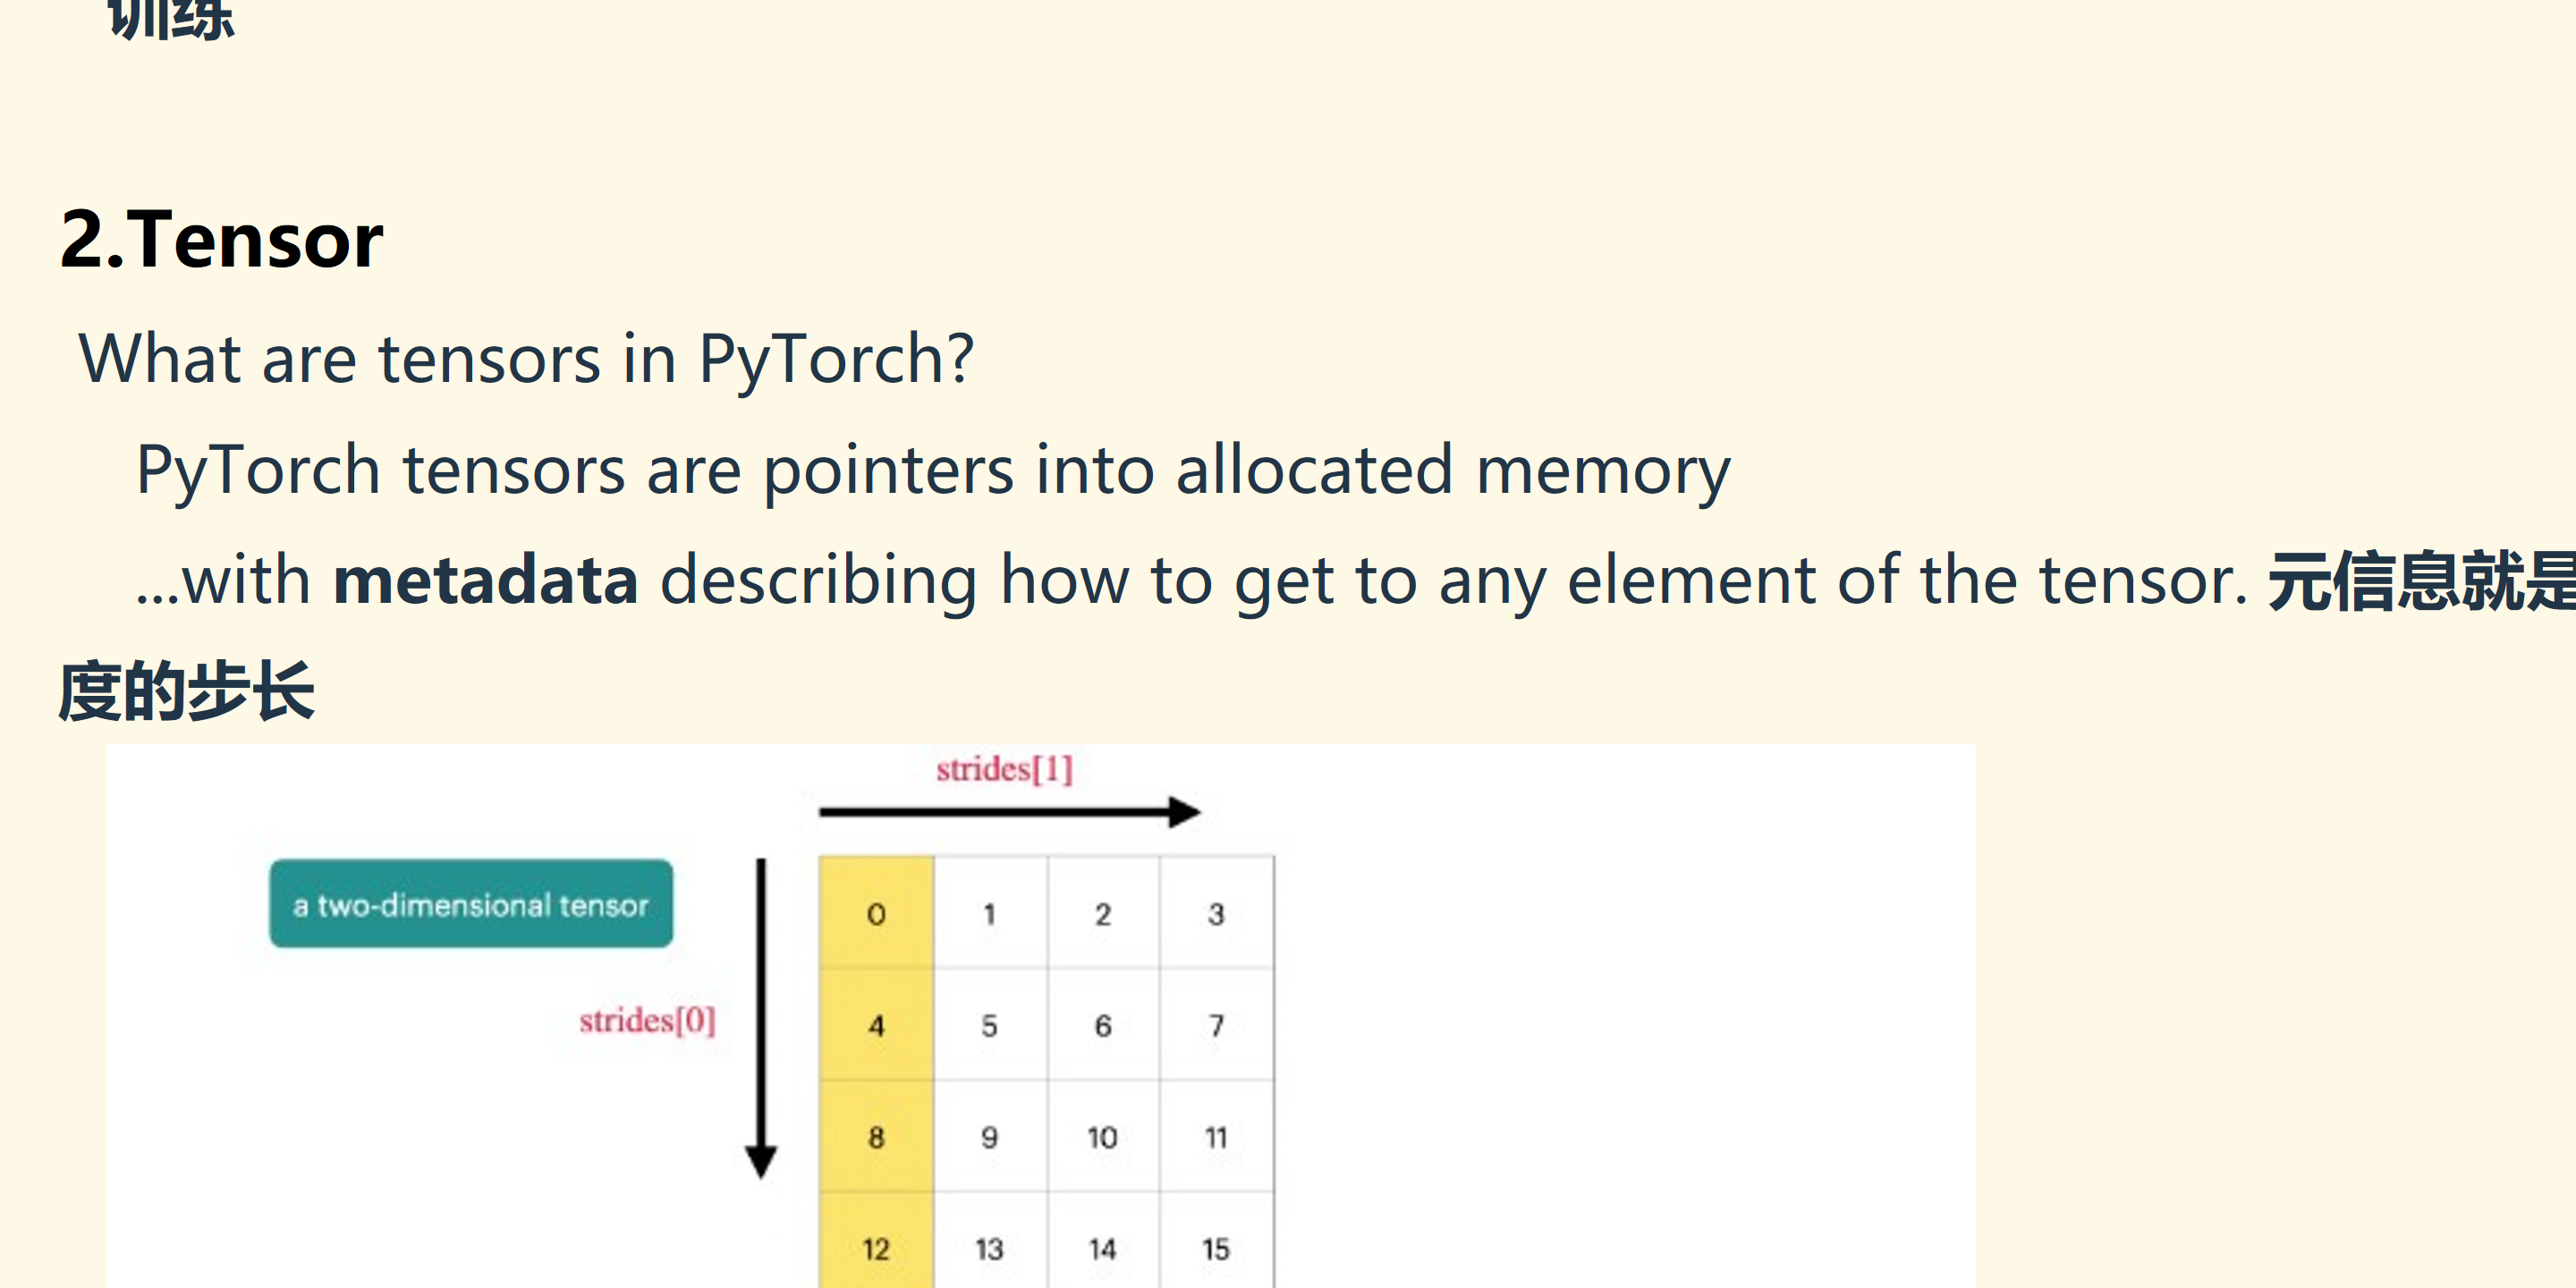 训练
2.Tensor
What are tensors in PyTorch?
PyTorch tensors are pointers into allocated memory
...with metadata describing how to get to any element of the tensor. 元信息就是
度的步长
strides[1]
a two-dimensional tensor
strides[0]
0 1 2 3
4 5 6 7
8 9 10 11
12 13 14 15